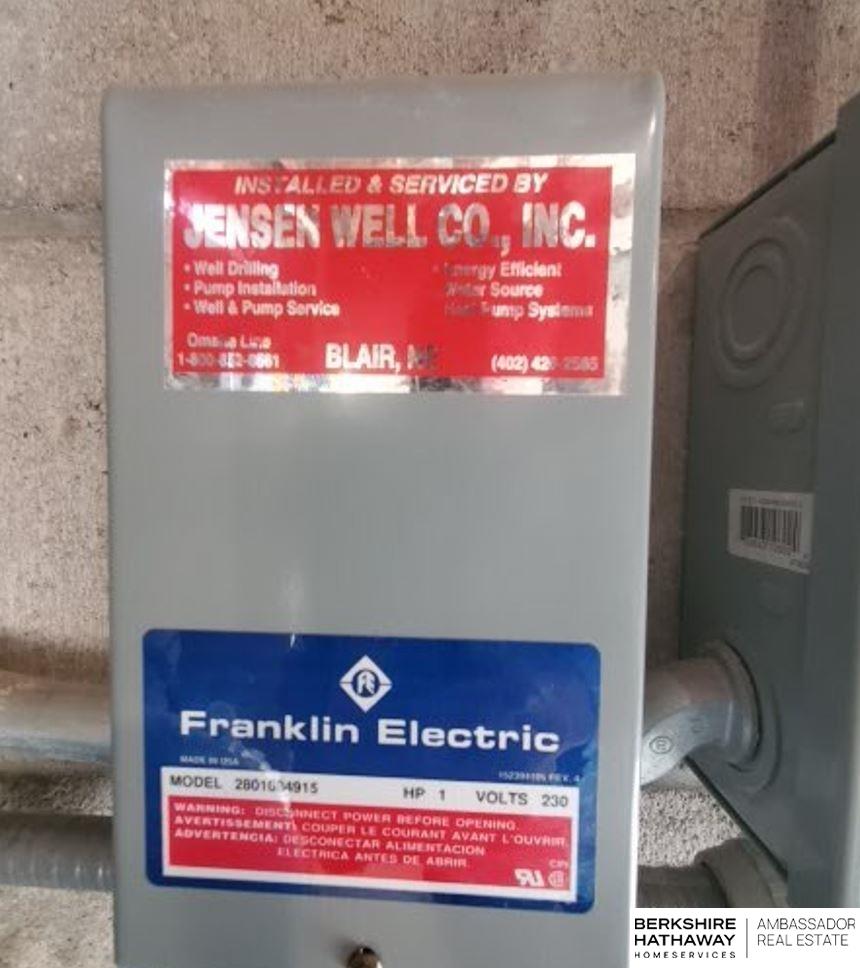 INSTALLED & SERVICED BY
JENSEN WELL CO., INC.
• Well Drilling
• Pump Installation
• Well & Pump Service
• Energy Efficient
Water Source
Heat Pump Systems
Omaha Line
BLAIR, NE
(402)
Franklin Electric
MADE IN USA
MODEL
HP 1
VOLTS 230
WARNING: DISCONNECT POWER BEFORE OPENING.
AVERTISSEMENT: COUPER LE COURANT AVANT L'OUVRIR.
ADVERTENCIA: DESCONECTAR ALIMENTACION
ELECTRICA ANTES DE ABRIR.
BERKSHIRE
HATHAWAY
HOMESERVICES
AMBASSADOR
REAL ESTATE